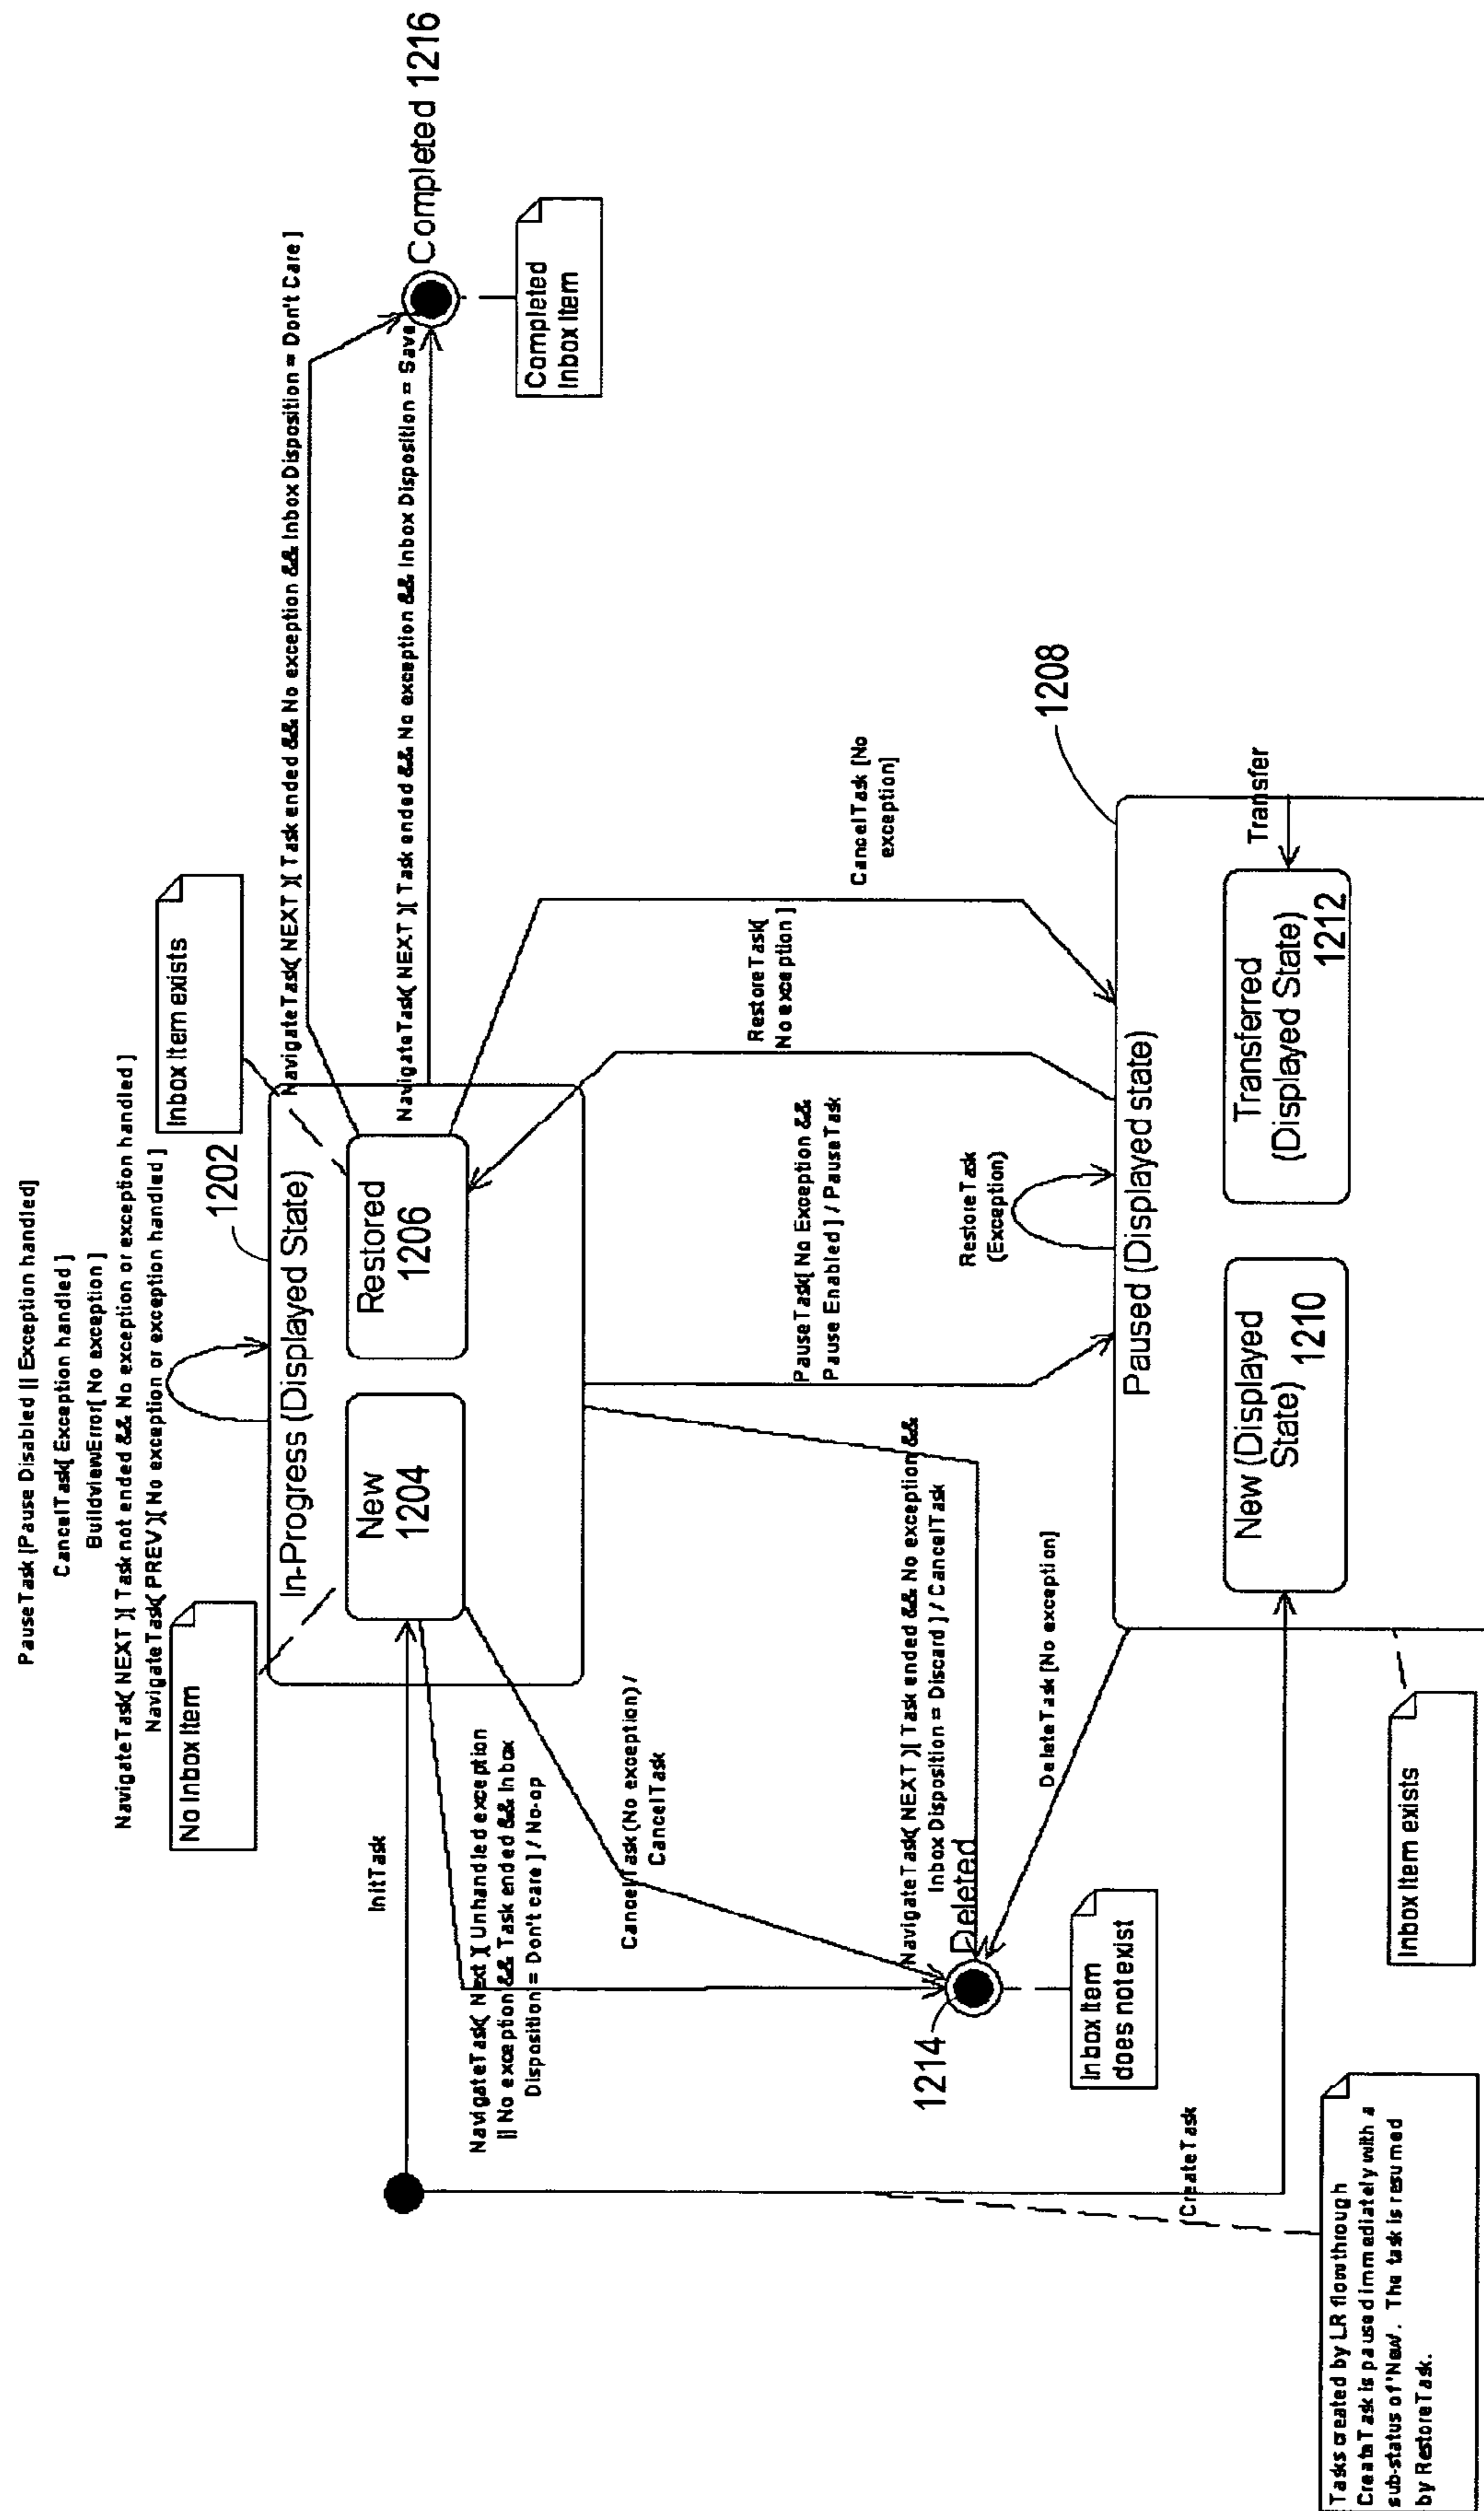 PauseTask [Pause Disabled || Exception handled]
CancelTask[ Exception handled ]
BuildviewError[ No exception ]
NavigateTask( NEXT )[ Task not ended && No exception or exception handled ]
NavigateTask( PREV )[ No exception or exception handled ]
No Inbox Item
1202
Inbox Item exists
In-Progress (Displayed State)
New
1204
Restored
1206
InitTask
NavigateTask( NEXT )[ Task ended && No exception && Inbox Disposition = Don't Care ]
NavigateTask( NEXT )[ Task ended && No exception && Inbox Disposition = Save
Completed 1216
Completed
Inbox Item
NavigateTask( Next )[ Unhandled exception
|| No exception && Task ended && Inbox
Disposition = Don't care ] / No-op
CancelTask (No exception) /
CancelTask
PauseTask[ No Exception &&
Pause Enabled ] / PauseTask
RestoreTask[
No exception ]
CancelTask [No
exception]
NavigateTask( NEXT )[ Task ended && No exception &&
Inbox Disposition = Discard ] / CancelTask
Deleted
1214
RestoreTask
(Exception)
DeleteTask [No exception]
1208
Inbox Item
does not exist
Paused (Displayed state)
New (Displayed
State) 1210
Transferred
(Displayed State)
1212
Transfer
CreateTask
Inbox Item exists
Tasks created by LR flow through
CreateTask is paused immediately with a
sub-status of 'New'. The task is resumed
by RestoreTask.